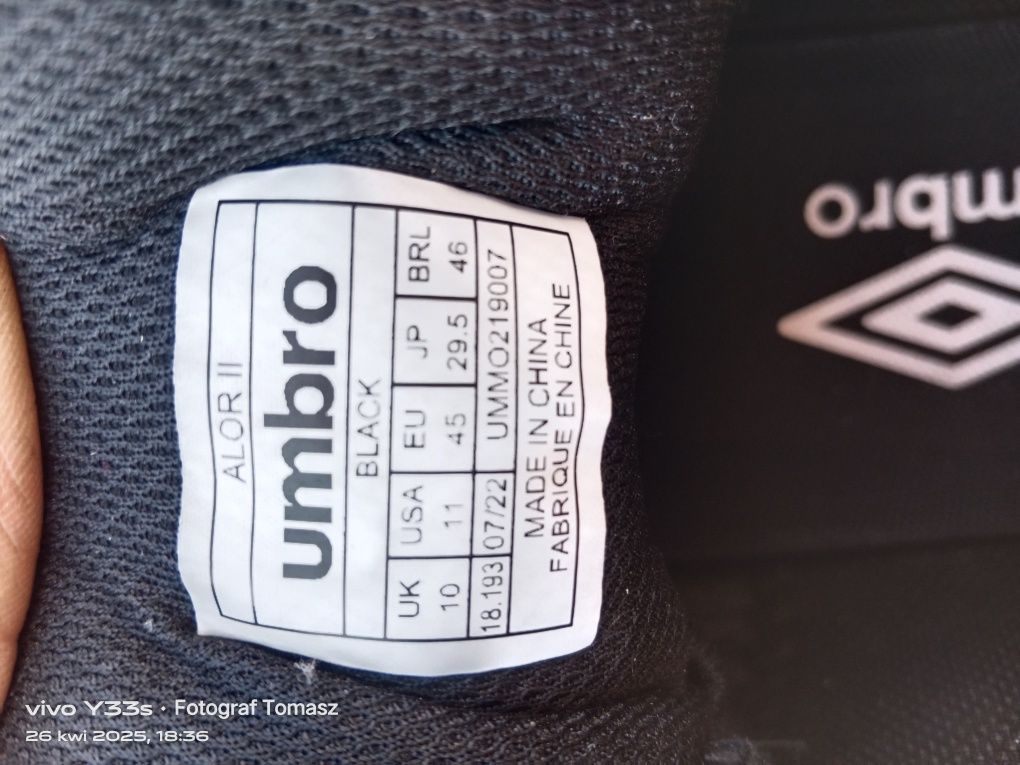 ALOR II
umbro
BLACK
UK USA EU JP BRL
10 11 45 29.5 46
18.193 07/22 UMMO219007
MADE IN CHINA
FABRIQUE EN CHINE
umbro
vivo Y33s · Fotograf Tomasz
26 kwi 2025, 18:36